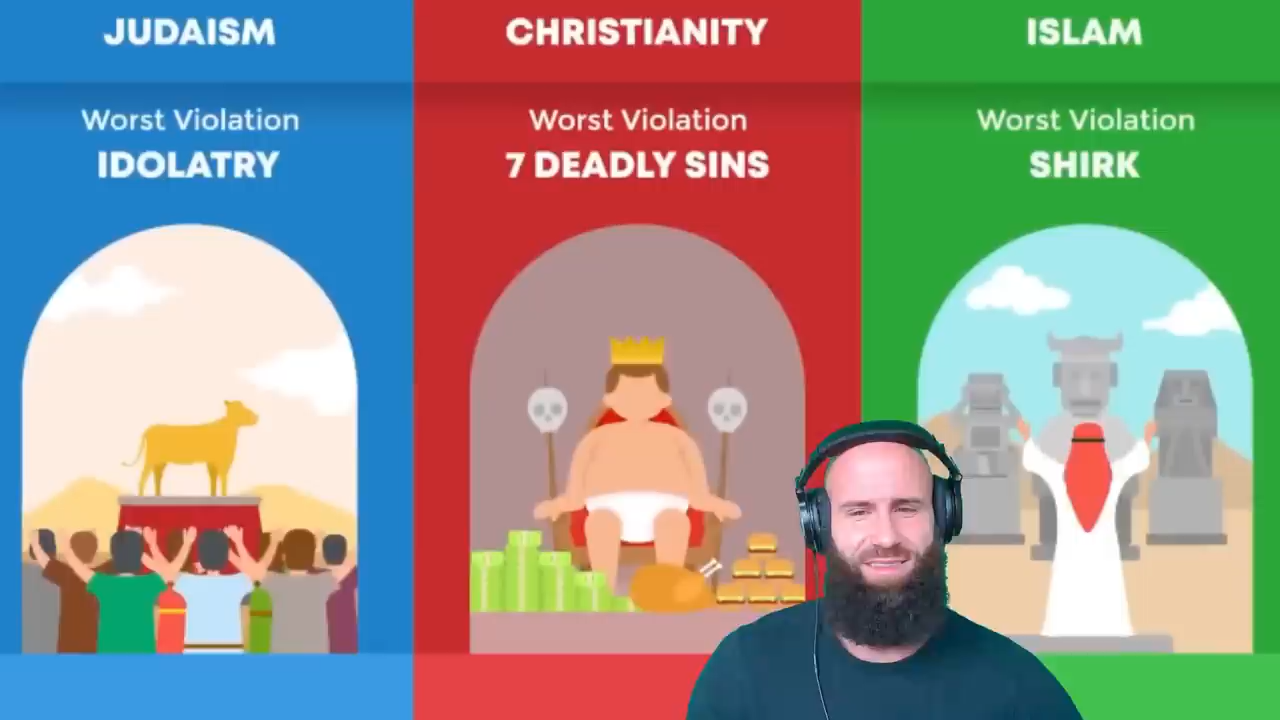 JUDAISM
Worst Violation
IDOLATRY
CHRISTIANITY
Worst Violation
7 DEADLY SINS
ISLAM
Worst Violation
SHIRK